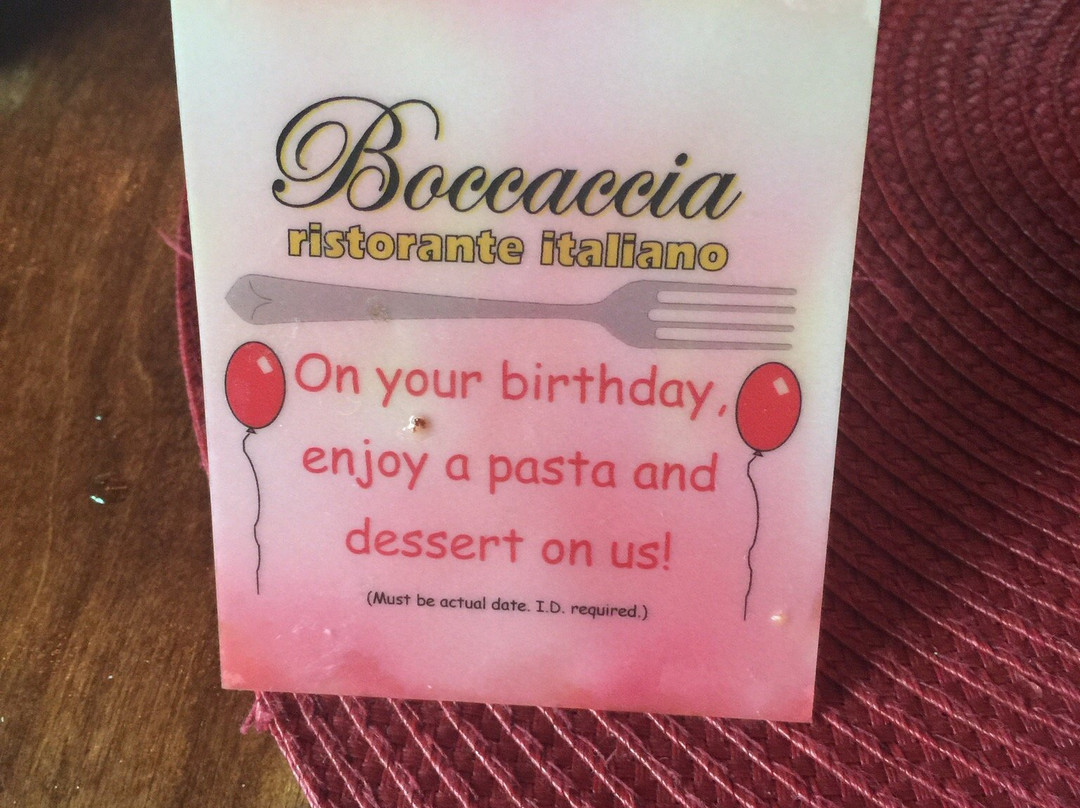 Boccaccia
ristorante italiano
On your birthday,
enjoy a pasta and
dessert on us!
(Must be actual date. I.D. required.)